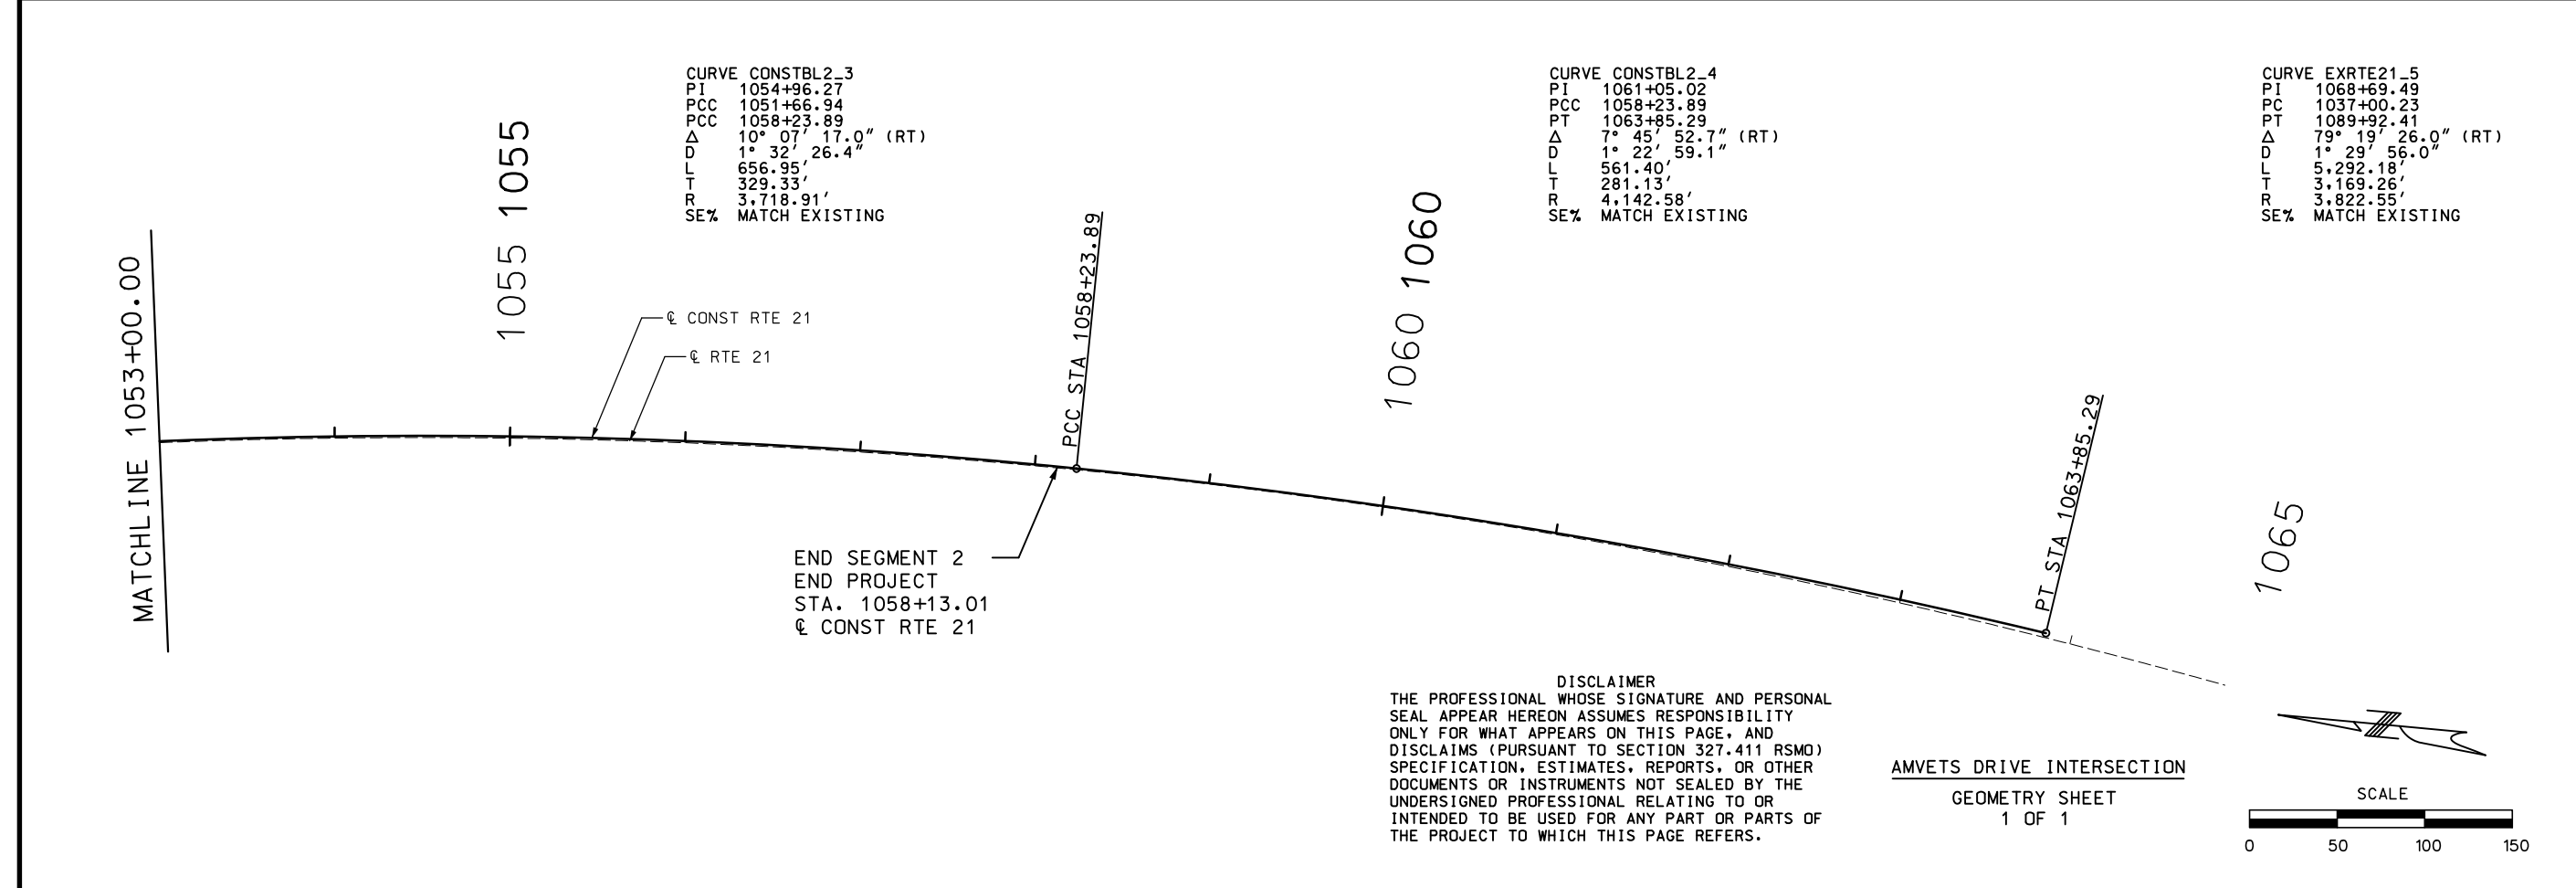 CURVE CONSTBL2_3
PI 1054+96.27
PCC 1051+66.94
PCC 1058+23.89
Δ 10° 07' 17.0" (RT)
D 1° 32' 26.4"
L 656.95'
T 329.33'
R 3,718.91'
SE% MATCH EXISTING
CURVE CONSTBL2_4
PI 1061+05.02
PCC 1058+23.89
PT 1063+85.29
Δ 7° 45' 52.7" (RT)
D 1° 22' 59.1"
L 561.40'
T 281.13'
R 4,142.58'
SE% MATCH EXISTING
CURVE EXRTE21_5
PI 1068+69.49
PC 1037+00.23
PT 1089+92.41
Δ 79° 19' 26.0" (RT)
D 1° 29' 56.0"
L 5,292.18'
T 3,169.26'
R 3,822.55'
SE% MATCH EXISTING
MATCHLINE 1053+00.00
1055 1055
℄ CONST RTE 21
℄ RTE 21
PCC STA 1058+23.89
1060 1060
PT STA 1063+85.29
1065
END SEGMENT 2
END PROJECT
STA. 1058+13.01
℄ CONST RTE 21
DISCLAIMER
THE PROFESSIONAL WHOSE SIGNATURE AND PERSONAL
SEAL APPEAR HEREON ASSUMES RESPONSIBILITY
ONLY FOR WHAT APPEARS ON THIS PAGE, AND
DISCLAIMS (PURSUANT TO SECTION 327.411 RSMO)
SPECIFICATION, ESTIMATES, REPORTS, OR OTHER
DOCUMENTS OR INSTRUMENTS NOT SEALED BY THE
UNDERSIGNED PROFESSIONAL RELATING TO OR
INTENDED TO BE USED FOR ANY PART OR PARTS OF
THE PROJECT TO WHICH THIS PAGE REFERS.
AMVETS DRIVE INTERSECTION
GEOMETRY SHEET
1 OF 1
SCALE
0 50 100 150